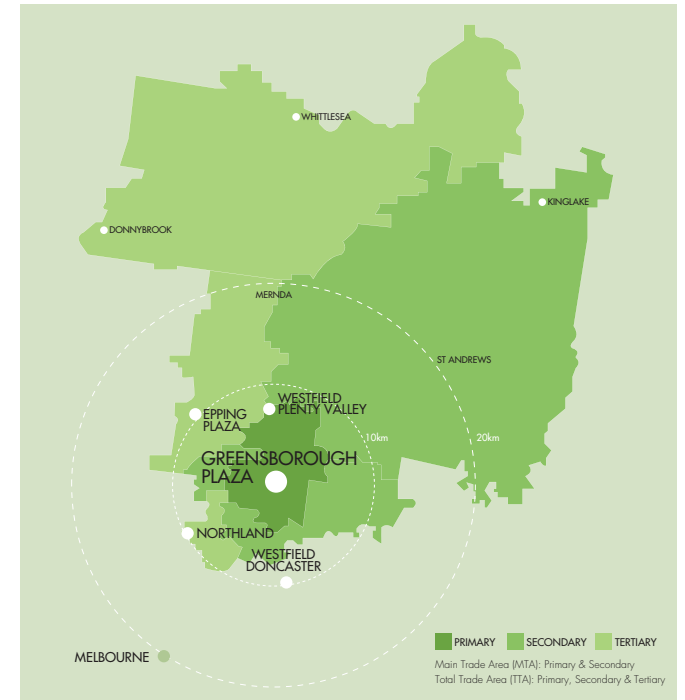 WHITTLESEA
KINGLAKE
DONNYBROOK
MERNDA
ST ANDREWS
WESTFIELD
PLENTY VALLEY
EPPING
PLAZA
10km
20km
GREENSBOROUGH
PLAZA
NORTHLAND
WESTFIELD
DONCASTER
MELBOURNE
PRIMARY
SECONDARY
TERTIARY
Main Trade Area (MTA): Primary & Secondary
Total Trade Area (TTA): Primary, Secondary & Tertiary